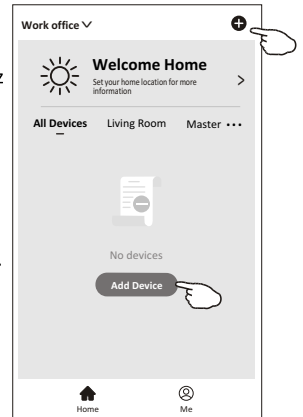 Work office
Welcome Home
Set your home location for more
information
All Devices Living Room Master
No devices
Add Device
Home Me